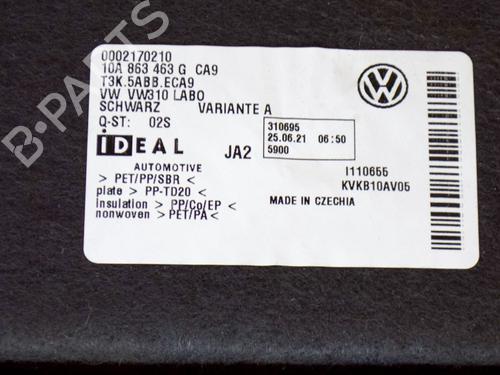 0002170210
10A 863 463 G CA9
T3K.5ABB.ECA9
VW VW310 LABO
SCHWARZ VARIANTE A
Q-ST: 02S
iDEAL
AUTOMOTIVE
JA2
310695
25.06.21 06:50
5900
> PET/PP/SBR <
plate > PP-TD20 <
insulation > PP/Co/EP <
nonwoven > PET/PA <
I110655
KVKB10AV05
MADE IN CZECHIA